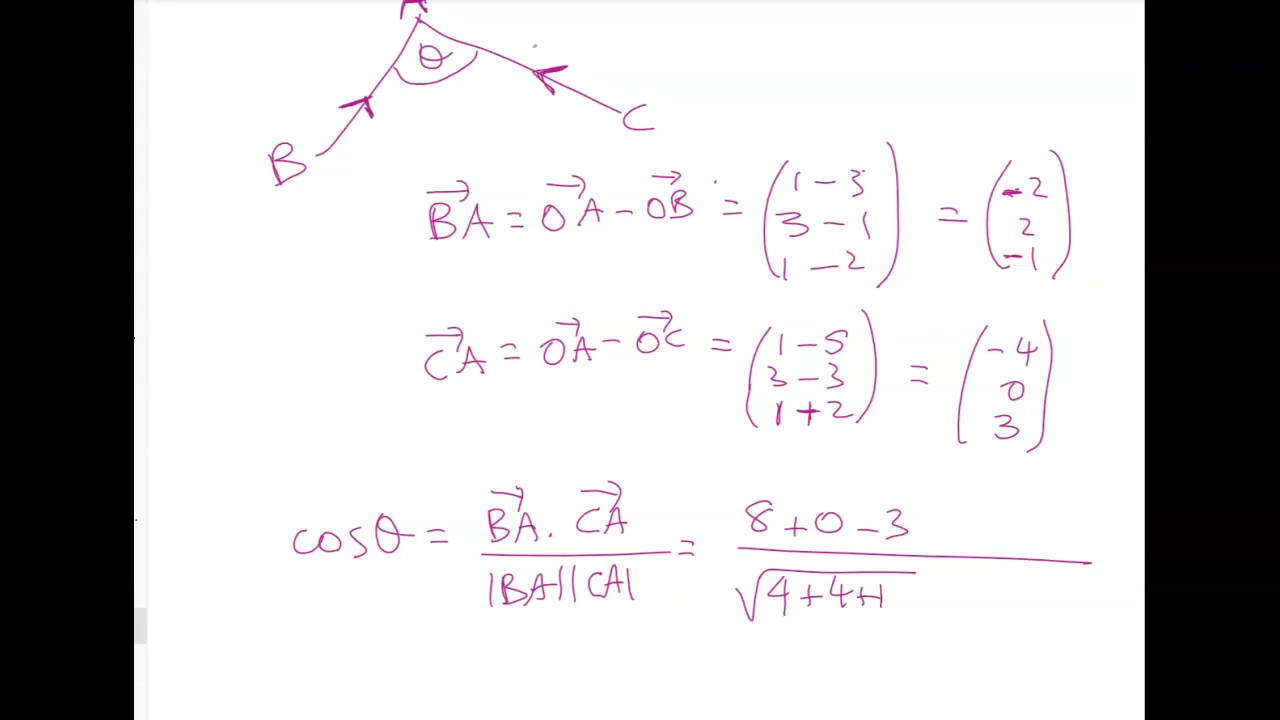 A
θ
C
B
→BA = →OA − →OB = (1 − 3, 3 − 1, 1 − 2) = (−2, 2, −1)
→CA = →OA − →OC = (1 − 5, 3 − 3, 1 + 2) = (−4, 0, 3)
cosθ = →BA . →CA / |BA||CA| = 8 + 0 − 3 / √4+4+1